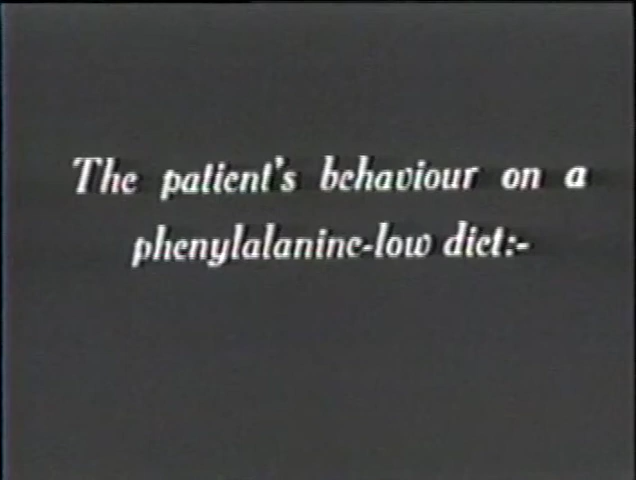 The patient's behaviour on a
phenylalanine-low diet:-